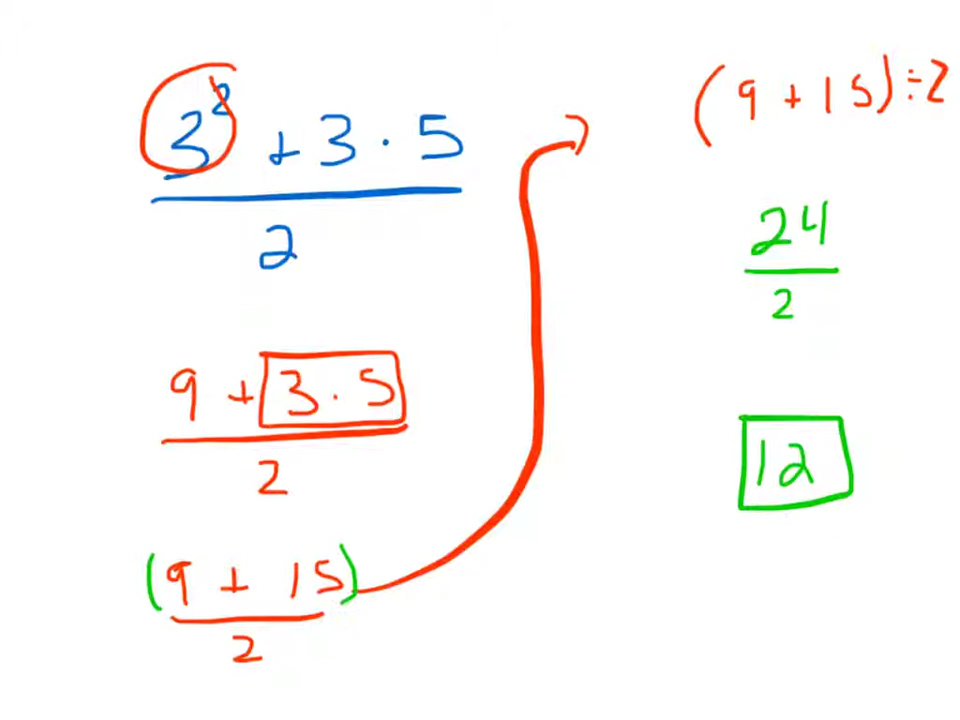 3² + 3 · 5
2
9 + 3 · 5
2
(9 + 15)
2
(9 + 15) ÷ 2
24
2
12